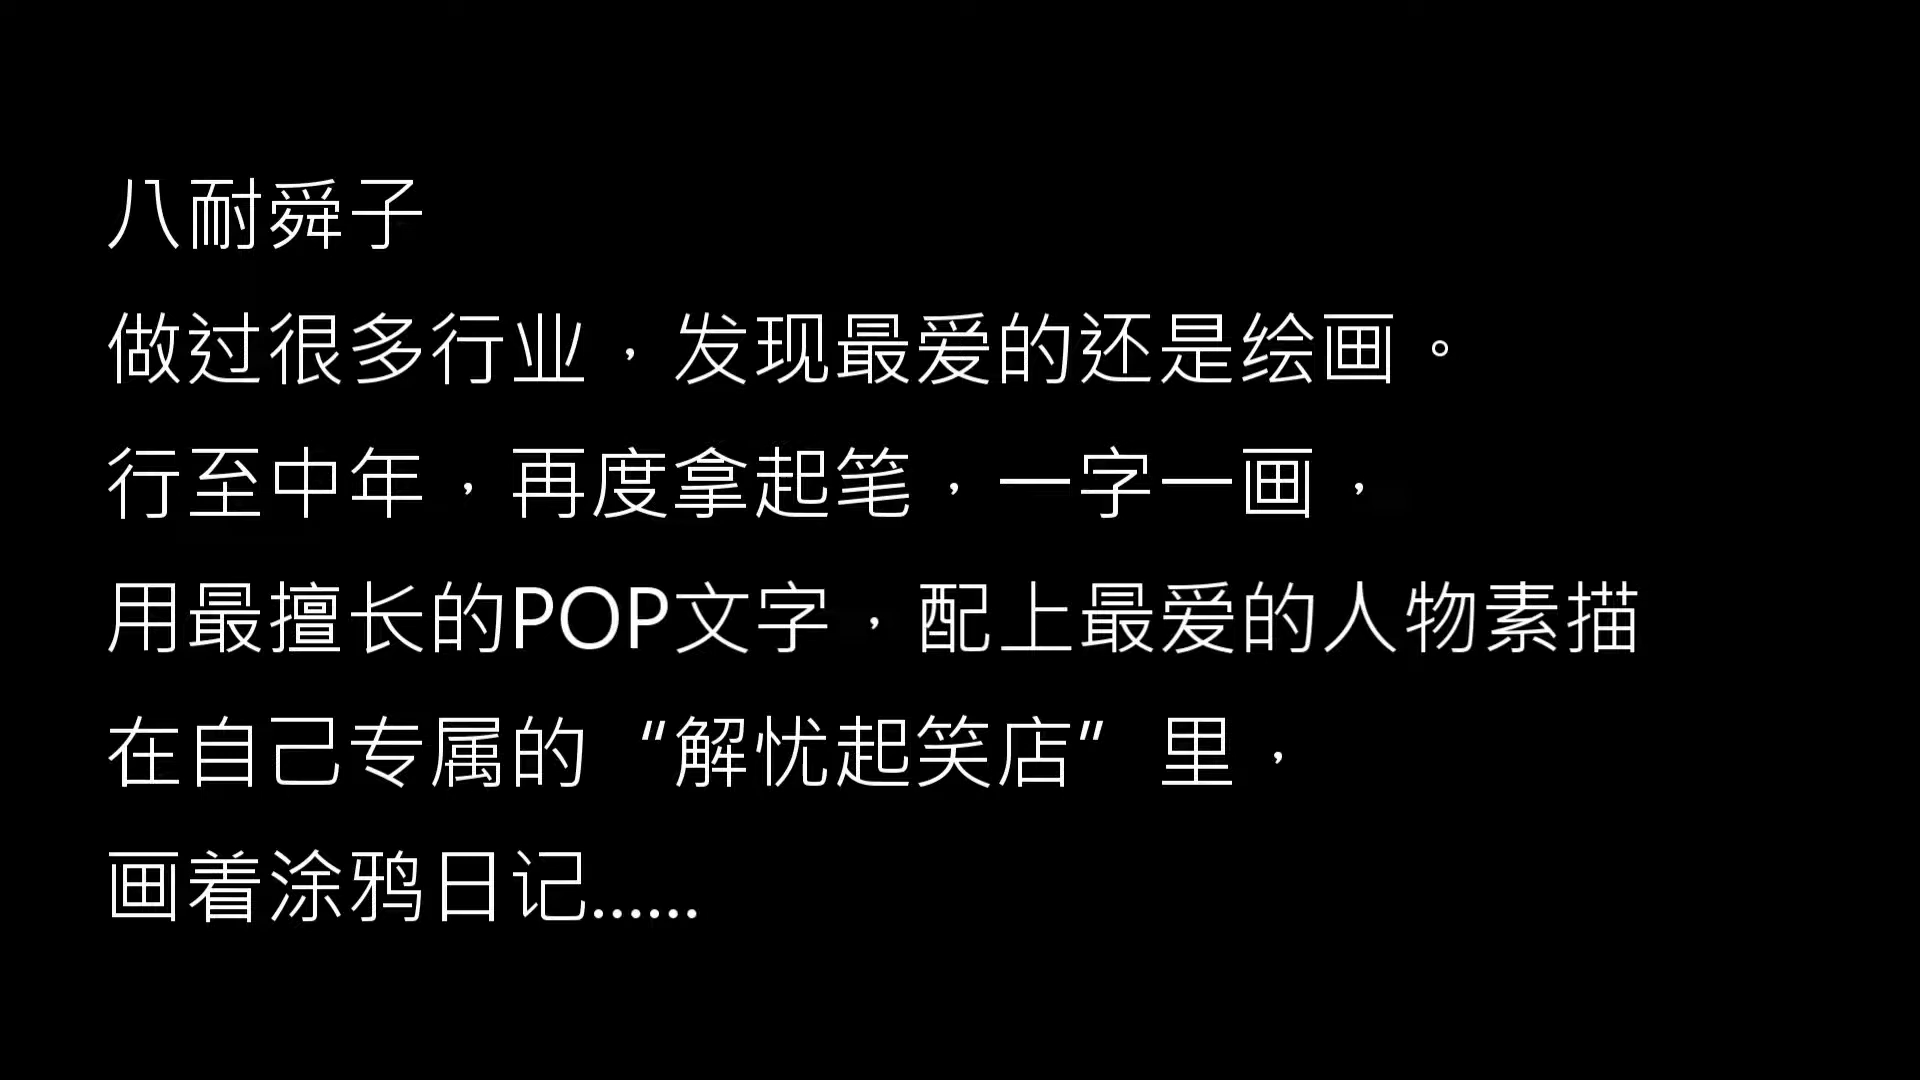 八耐舜子
做过很多行业，发现最爱的还是绘画。
行至中年，再度拿起笔，一字一画，
用最擅长的POP文字，配上最爱的人物素描
在自己专属的“解忧起笑店”里，
画着涂鸦日记......